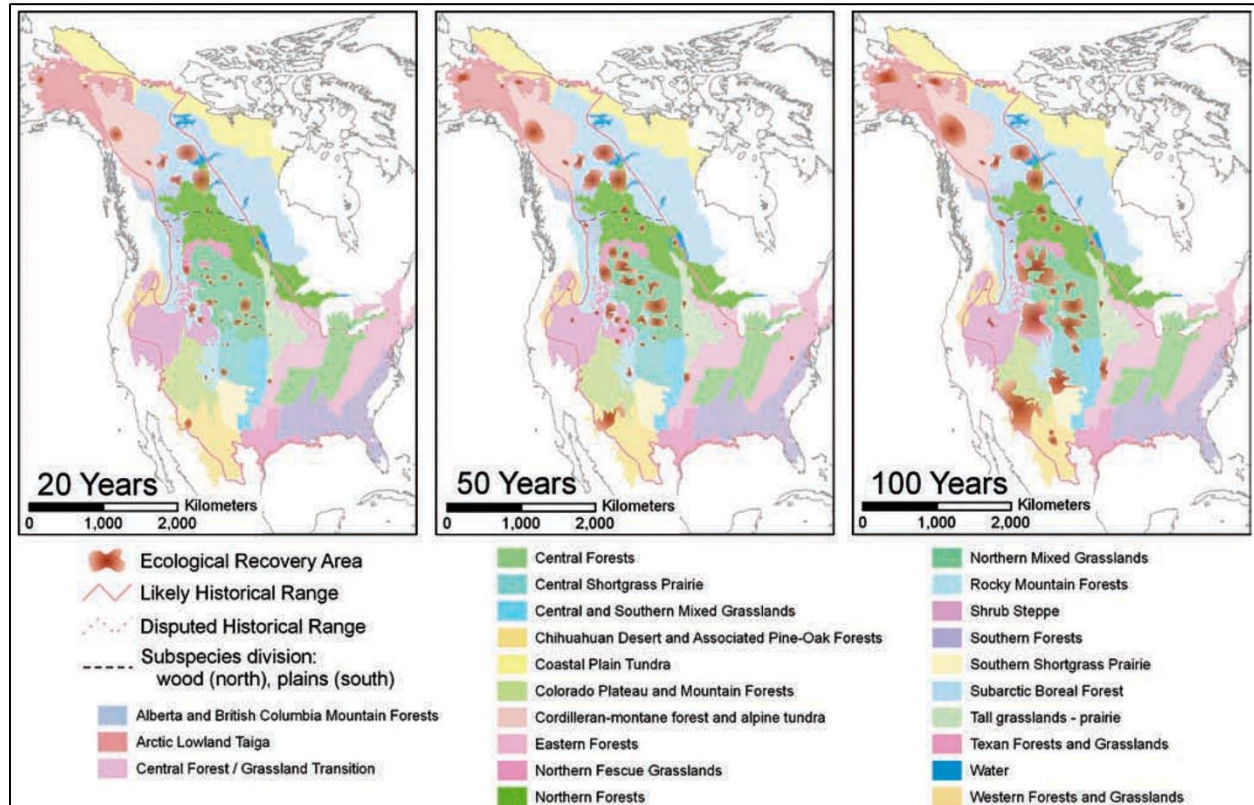 20 Years
Kilometers
0 1,000 2,000
50 Years
Kilometers
0 1,000 2,000
100 Years
Kilometers
0 1,000 2,000
Ecological Recovery Area
Likely Historical Range
Disputed Historical Range
Subspecies division:
wood (north), plains (south)
Alberta and British Columbia Mountain Forests
Arctic Lowland Taiga
Central Forest / Grassland Transition
Central Forests
Central Shortgrass Prairie
Central and Southern Mixed Grasslands
Chihuahuan Desert and Associated Pine-Oak Forests
Coastal Plain Tundra
Colorado Plateau and Mountain Forests
Cordilleran-montane forest and alpine tundra
Eastern Forests
Northern Fescue Grasslands
Northern Forests
Northern Mixed Grasslands
Rocky Mountain Forests
Shrub Steppe
Southern Forests
Southern Shortgrass Prairie
Subarctic Boreal Forest
Tall grasslands - prairie
Texan Forests and Grasslands
Water
Western Forests and Grasslands